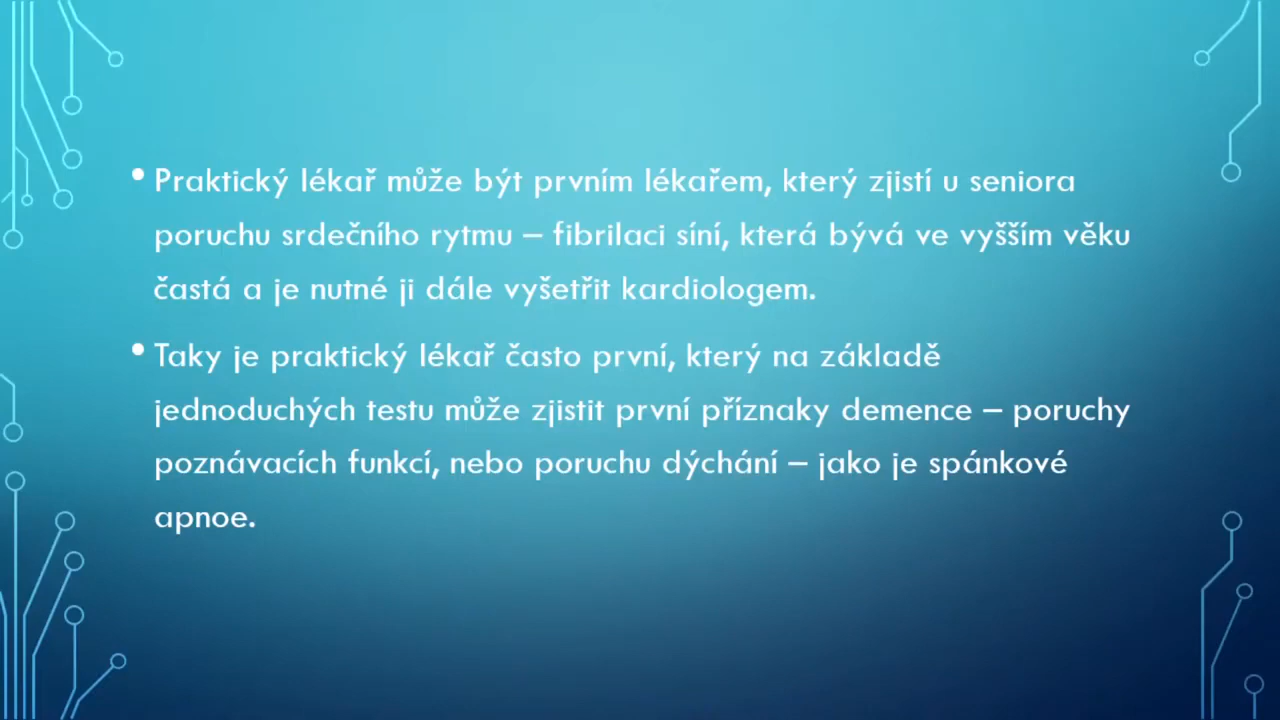 • Praktický lékař může být prvním lékařem, který zjistí u seniora
poruchu srdečního rytmu – fibrilaci síní, která bývá ve vyšším věku
častá a je nutné ji dále vyšetřit kardiologem.
• Taky je praktický lékař často první, který na základě
jednoduchých testu může zjistit první příznaky demence – poruchy
poznávacích funkcí, nebo poruchu dýchání – jako je spánkové
apnoe.